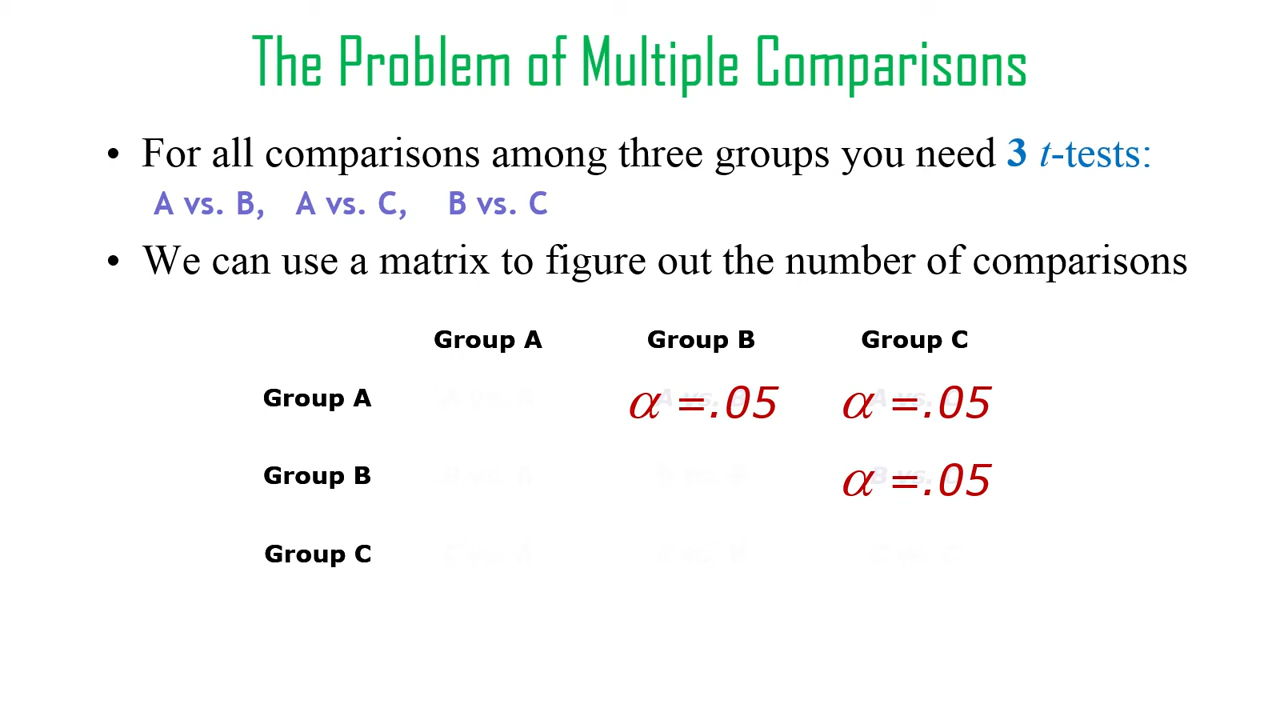 The Problem of Multiple Comparisons
• For all comparisons among three groups you need 3 t-tests:
A vs. B, A vs. C, B vs. C
• We can use a matrix to figure out the number of comparisons
Group A Group B Group C
Group A α =.05 α =.05
Group B α =.05
Group C